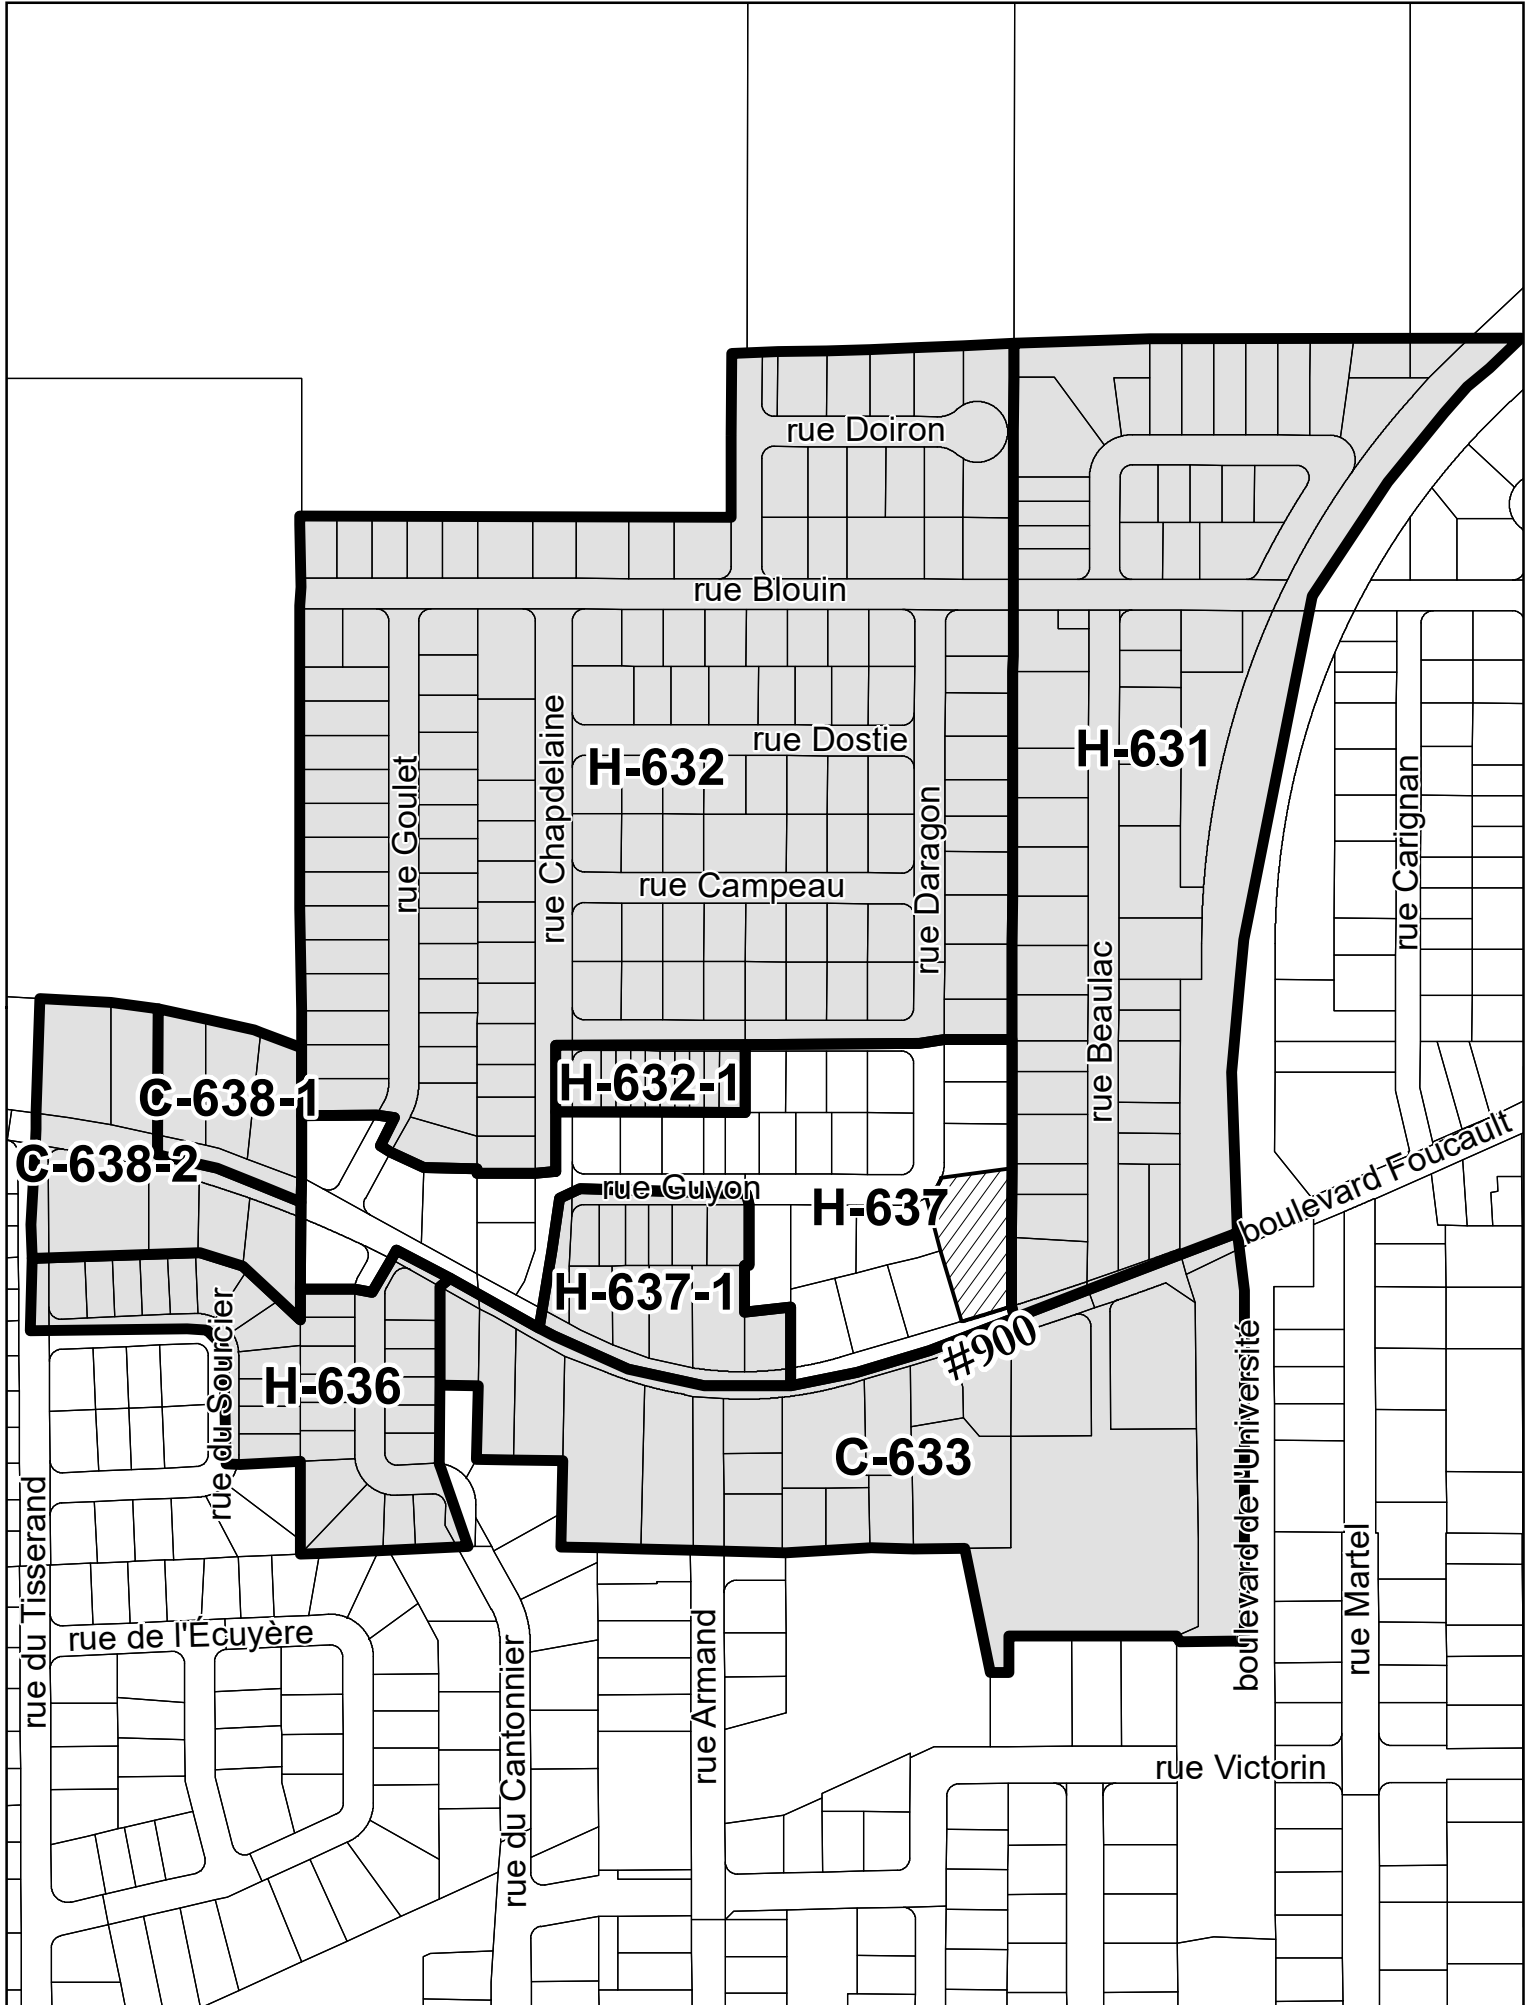 rue Doiron
rue Blouin
rue Dostie
H-632
H-631
rue Goulet
rue Chapdelaine
rue Daragon
rue Carignan
rue Campeau
rue Beaulac
H-632-1
C-638-1
C-638-2
rue Guyon
H-637
boulevard Foucault
H-637-1
#900
rue du Sourcier
H-636
C-633
boulevard de l'Université
rue du Tisserand
rue Martel
rue de l'Écuyère
rue du Cantonnier
rue Armand
rue Victorin